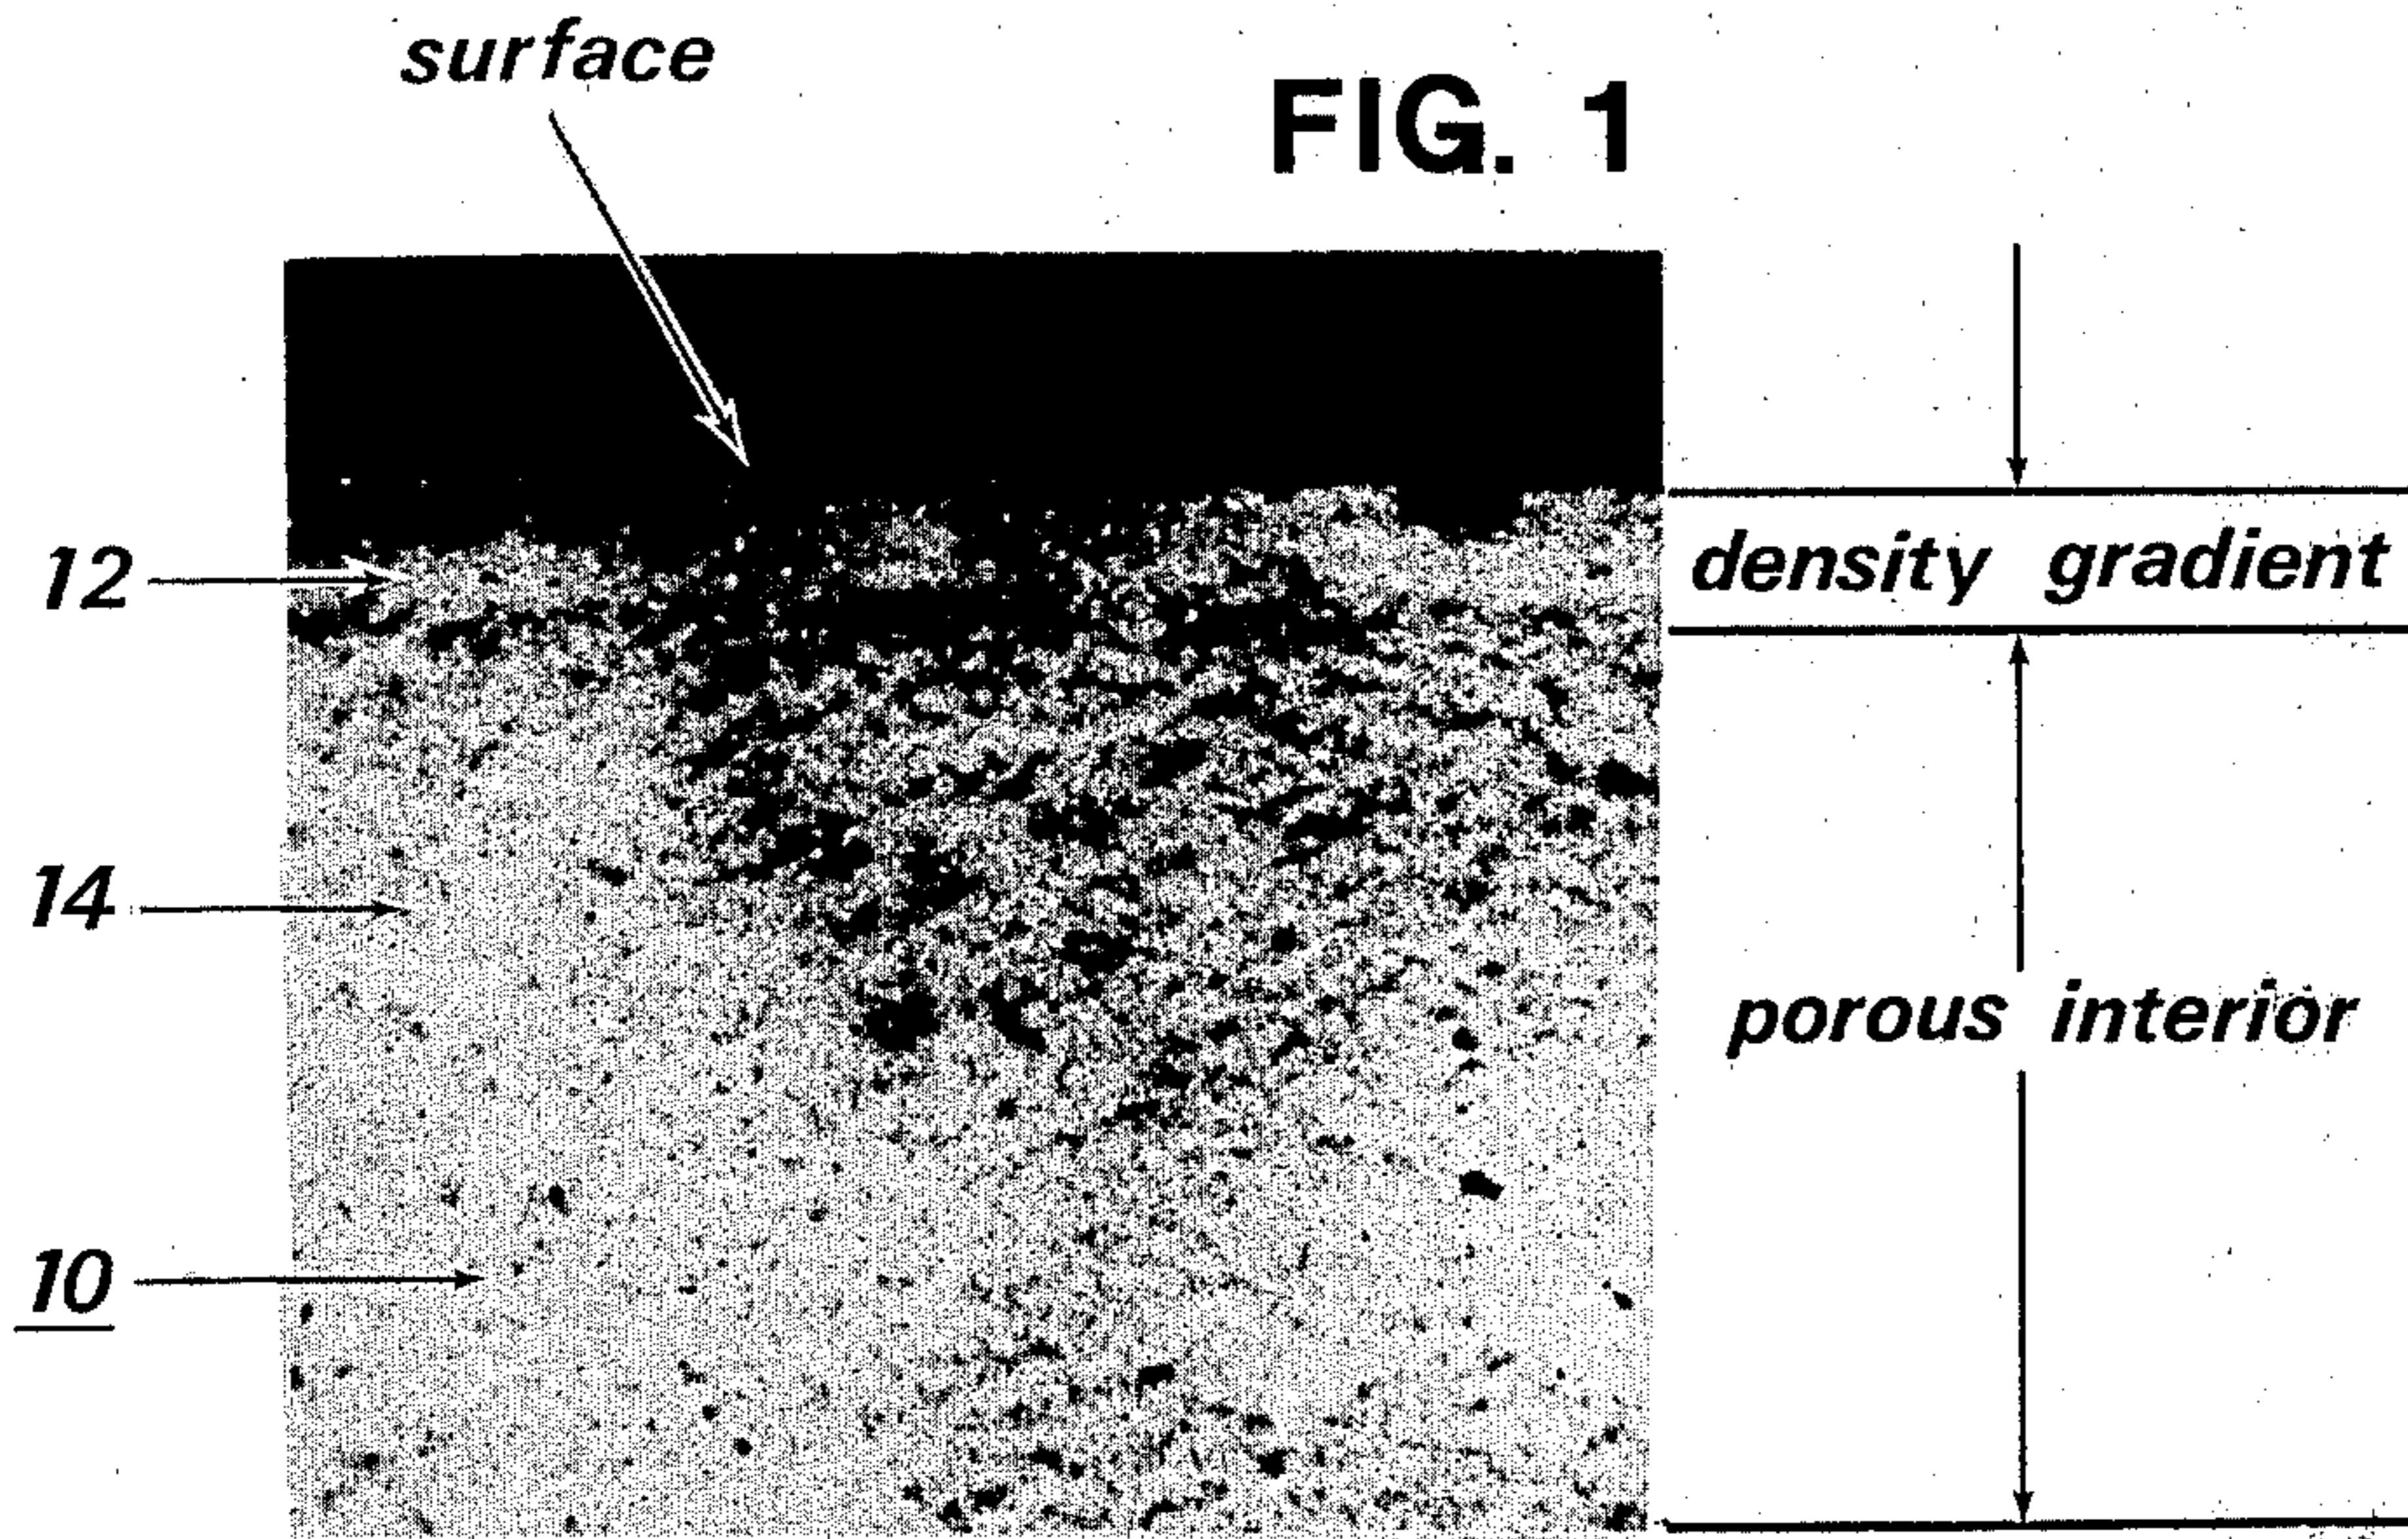 surface
FIG. 1
12
density gradient
14
porous interior
10